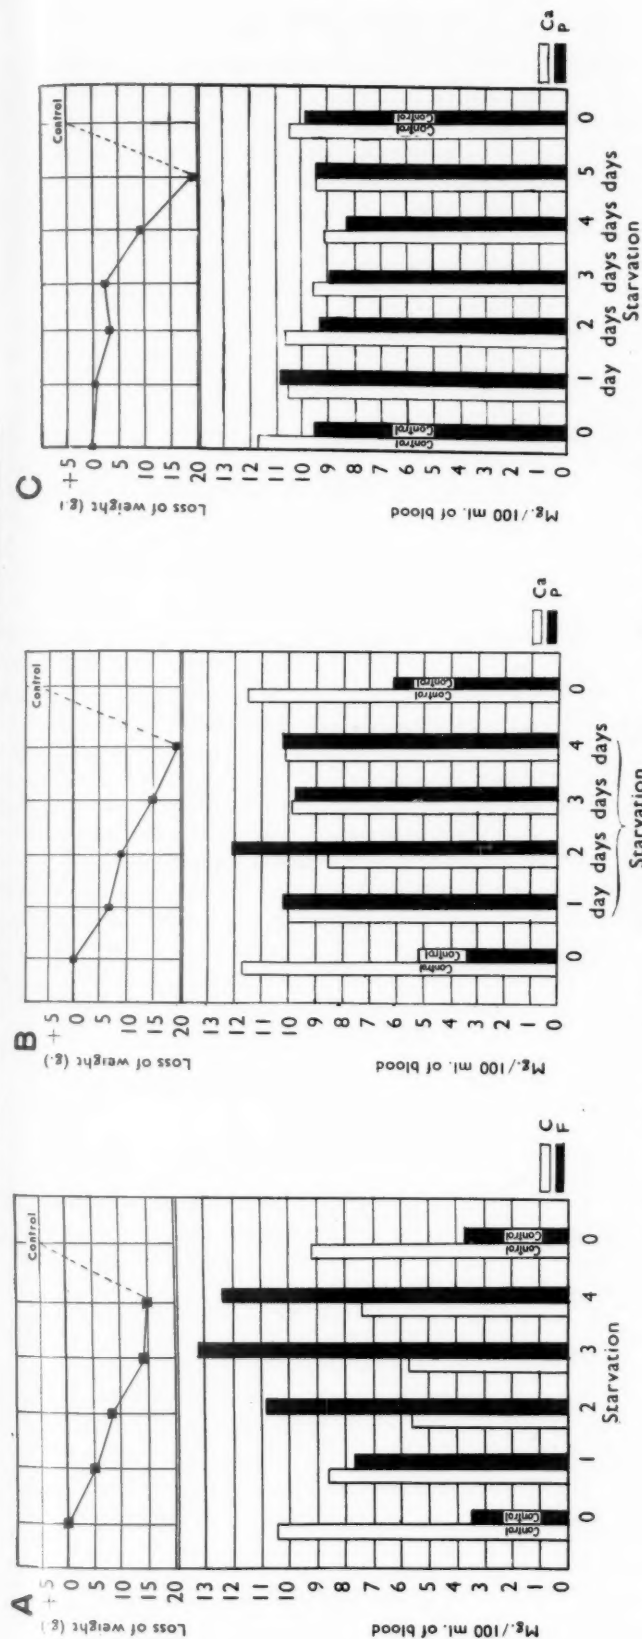 A
Loss of weight (g.)
+ 5
0
5
10
15
20
Control
Mg./100 ml. of blood
13
12
11
10
9
8
7
6
5
4
3
2
1
0
Control
Control
Control
Control
0 1 2 3 4 0
Starvation
C
F
B
Loss of weight (g.)
+ 5
0
5
10
15
20
Control
Mg./100 ml. of blood
13
12
11
10
9
8
7
6
5
4
3
2
1
0
Control
Control
Control
Control
0 1 2 3 4 0
day days days days
Starvation
Ca
P
C
Loss of weight (g.)
+ 5
0
5
10
15
20
Control
Mg./100 ml. of blood
13
12
11
10
9
8
7
6
5
4
3
2
1
0
Control
Control
Control
Control
0 1 2 3 4 5 0
day days days days days
Starvation
Ca
P